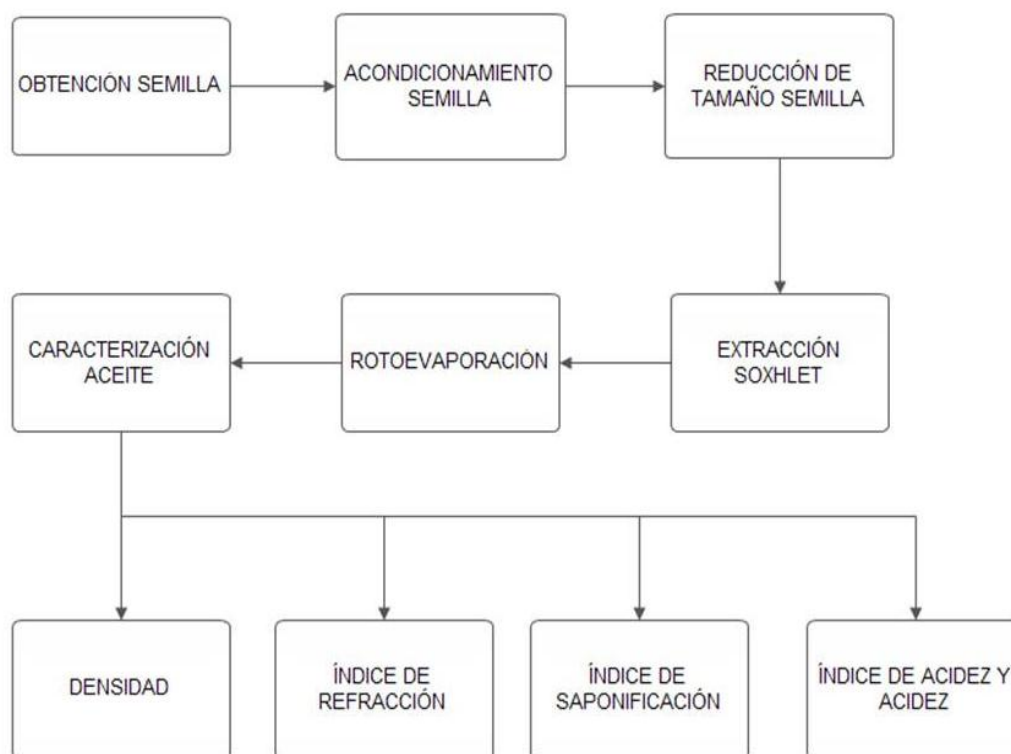 OBTENCIÓN SEMILLA
ACONDICIONAMIENTO
SEMILLA
REDUCCIÓN DE
TAMAÑO SEMILLA
EXTRACCIÓN
SOXHLET
ROTOEVAPORACIÓN
CARACTERIZACIÓN
ACEITE
DENSIDAD
ÍNDICE DE
REFRACCIÓN
ÍNDICE DE
SAPONIFICACIÓN
ÍNDICE DE ACIDEZ Y
ACIDEZ